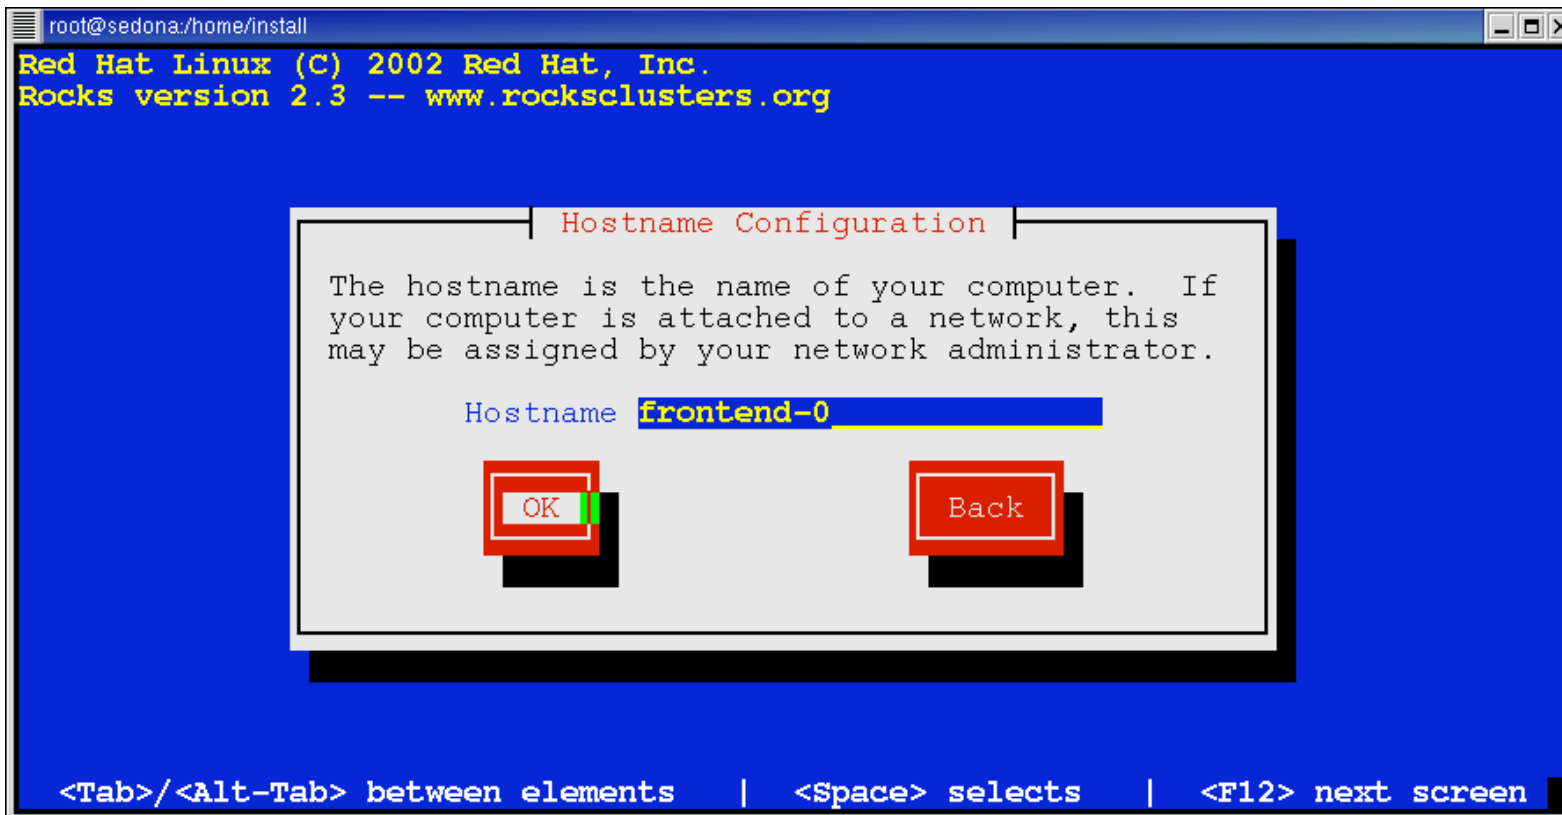 root@sedona:/home/install
Red Hat Linux (C) 2002 Red Hat, Inc.
Rocks version 2.3 -- www.rocksclusters.org
Hostname Configuration
The hostname is the name of your computer.  If
your computer is attached to a network, this
may be assigned by your network administrator.
Hostname frontend-0
OK Back
<Tab>/<Alt-Tab> between elements | <Space> selects | <F12> next screen